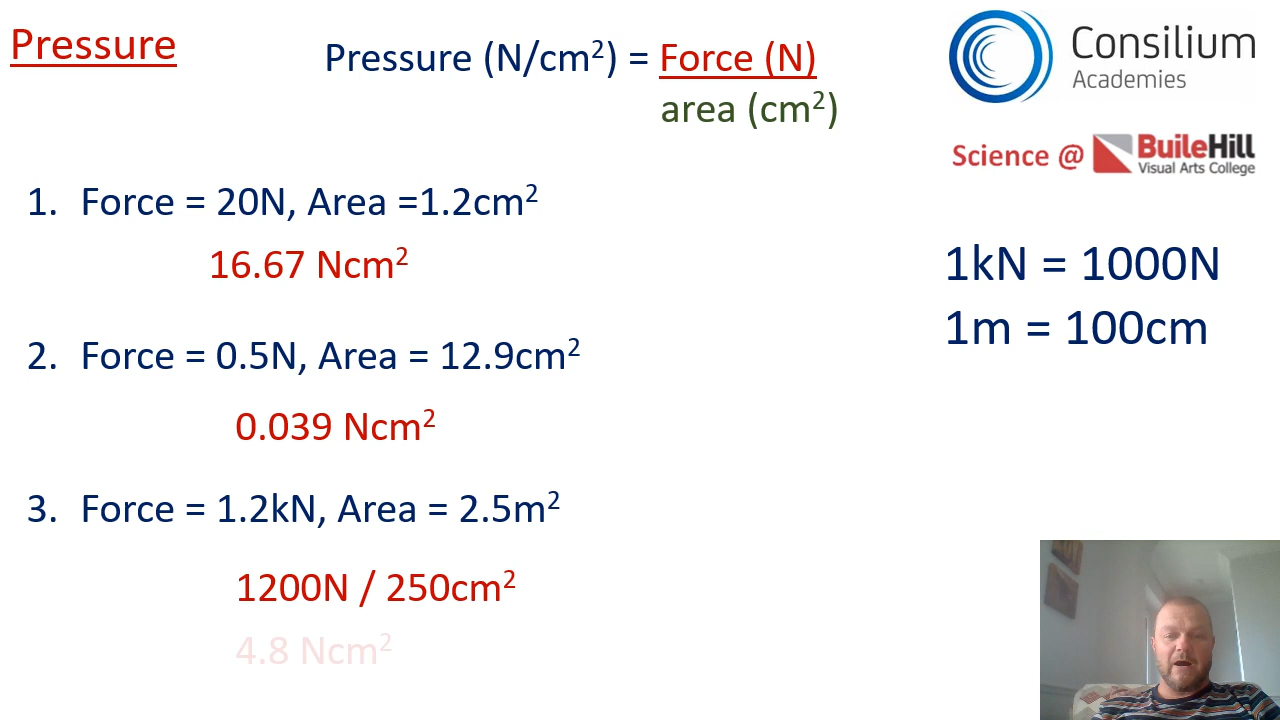 Pressure
Pressure (N/cm²) = Force (N)
area (cm²)
Consilium
Academies
Science @ BuileHill
Visual Arts College
1. Force = 20N, Area =1.2cm²
16.67 Ncm²
1kN = 1000N
1m = 100cm
2. Force = 0.5N, Area = 12.9cm²
0.039 Ncm²
3. Force = 1.2kN, Area = 2.5m²
1200N / 250cm²
4.8 Ncm²